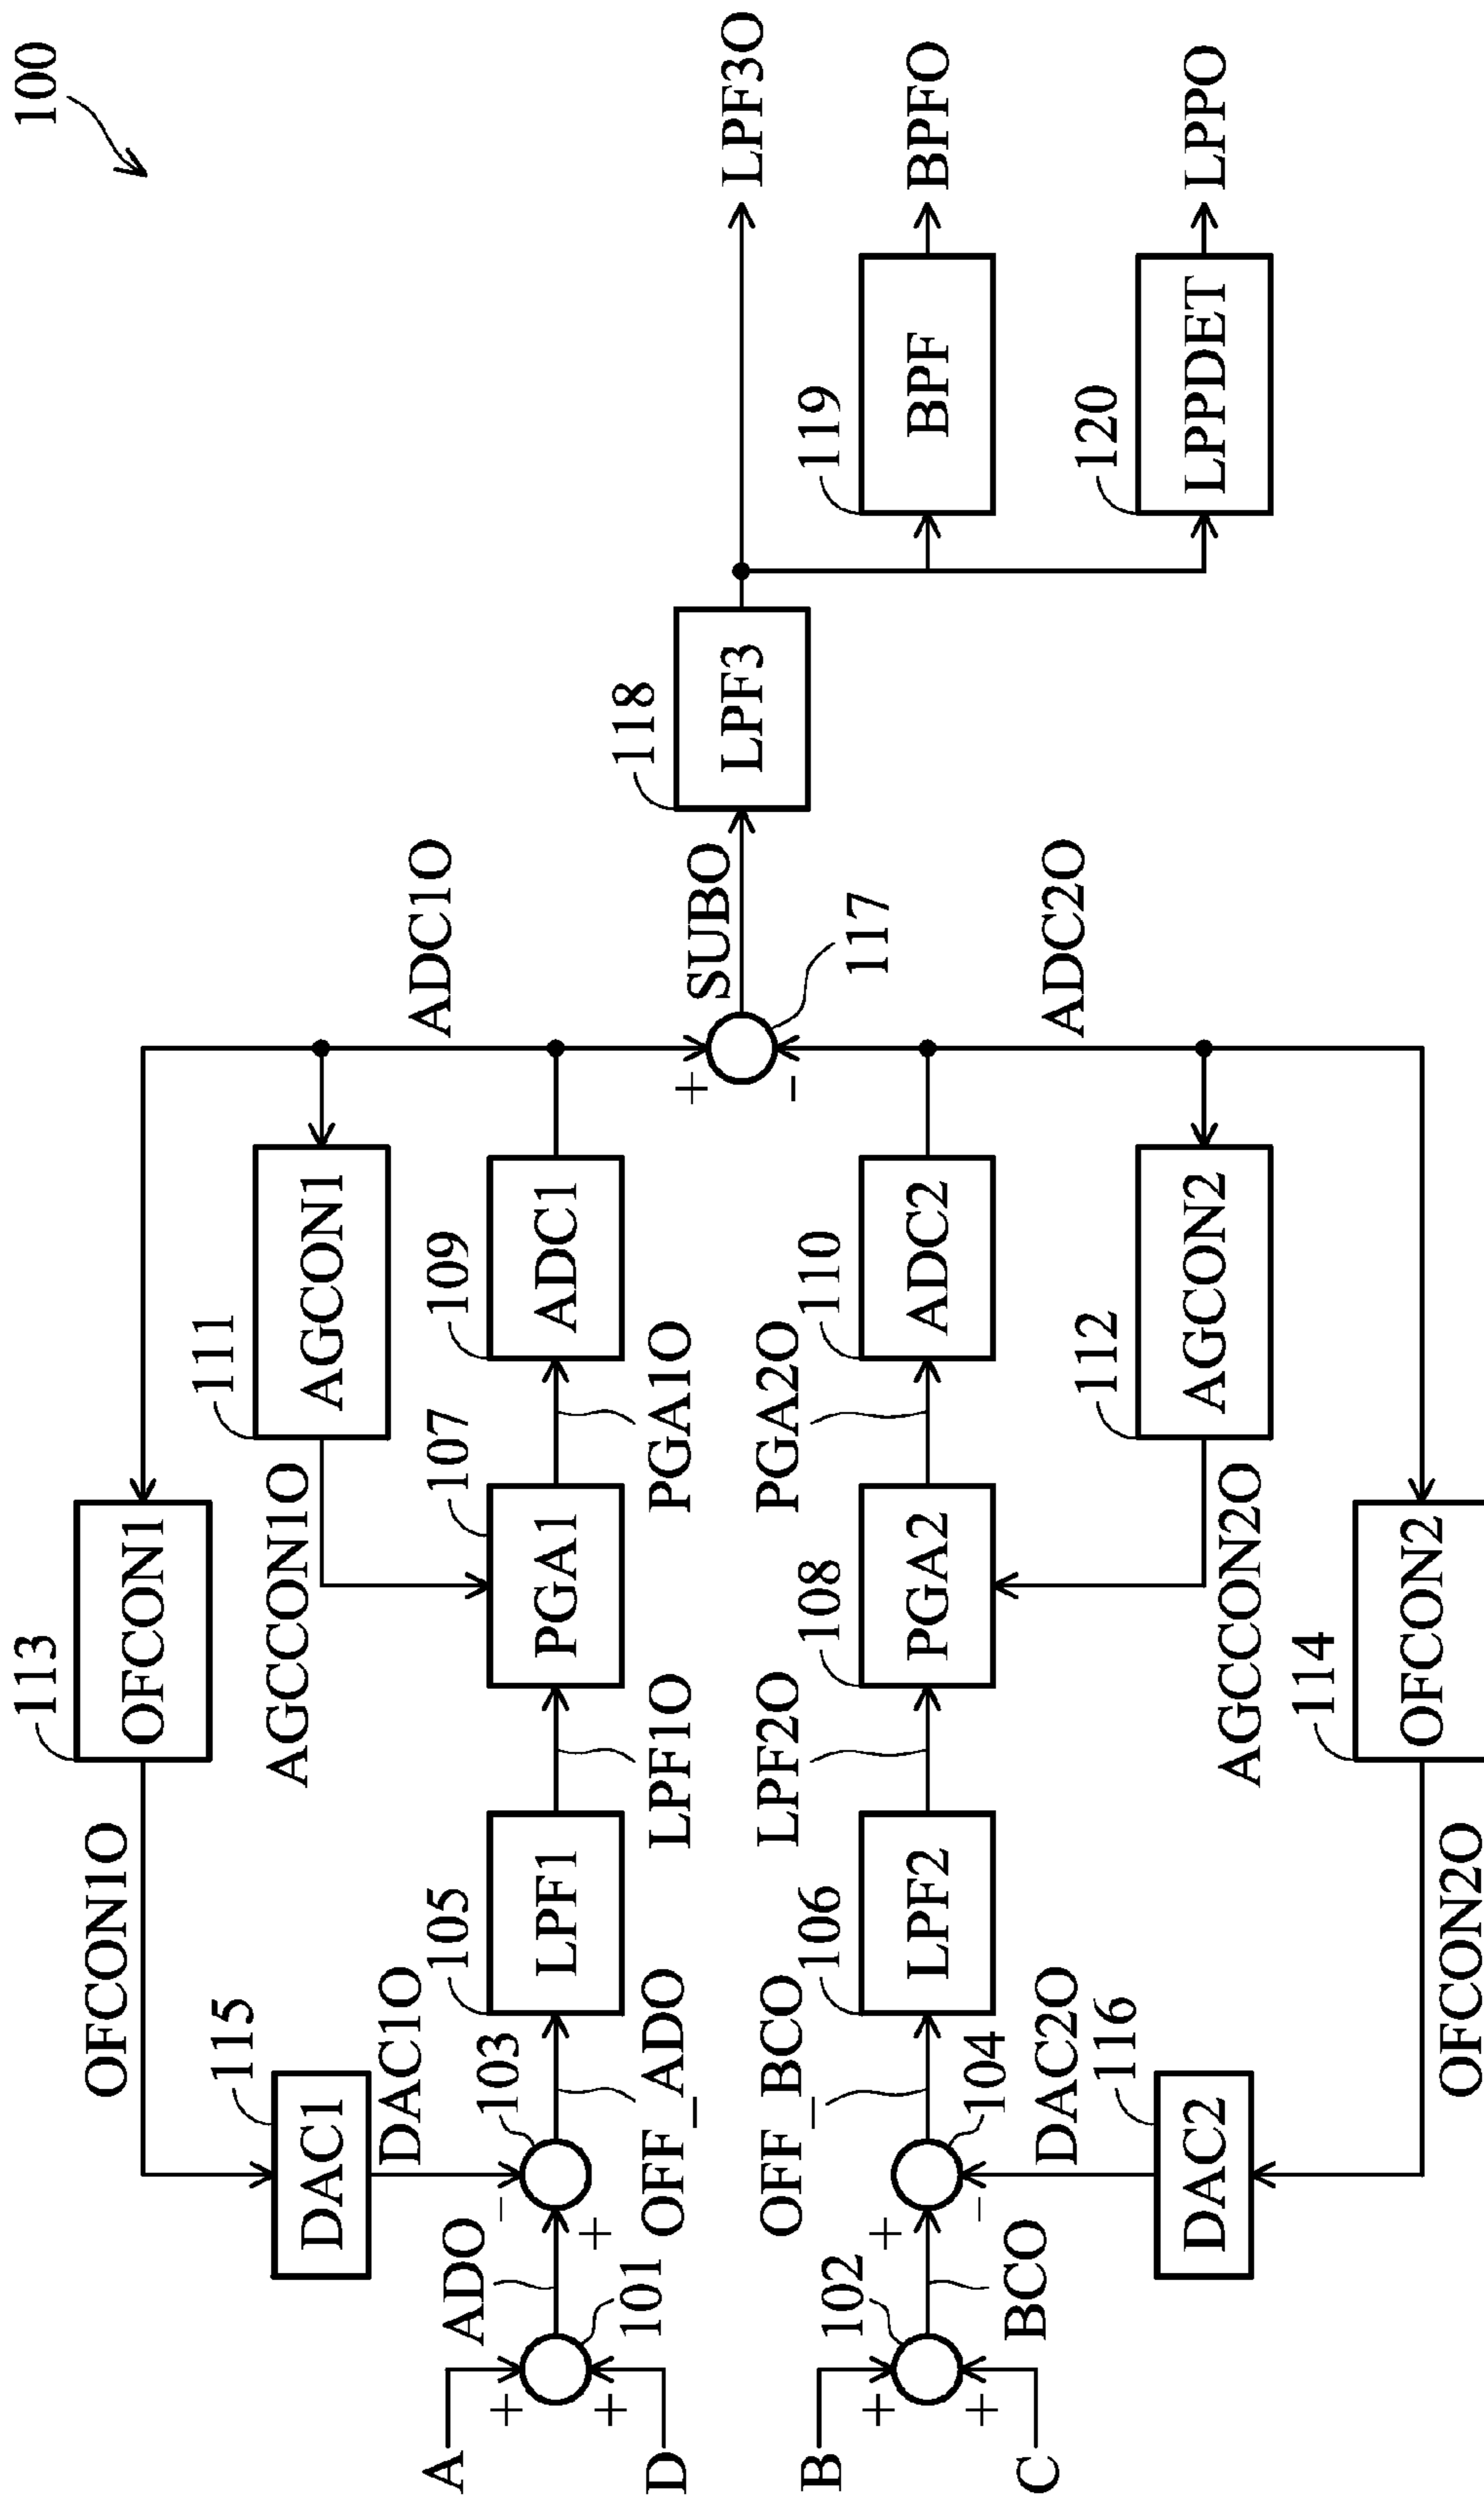 100
113
OFCON1
OFCON1O
111
AGCON1
AGCCON1O
ADC1O
115
DAC1
DAC1O
A
D
+
+
101
ADO
-
+
103
OFF_ADO
105
LPF1
LPF1O
107
PGA1
PGA1O
109
ADC1
+
-
SUBO
117
118
LPF3
LPF3O
119
BPF
BPFO
120
LPPDET
LPPO
B
C
+
+
102
BCO
+
-
104
OFF_BCO
106
LPF2
LPF2O
108
PGA2
PGA2O
110
ADC2
ADC2O
DAC2O
116
DAC2
112
AGCON2
AGCCON2O
114
OFCON2
OFCON2O